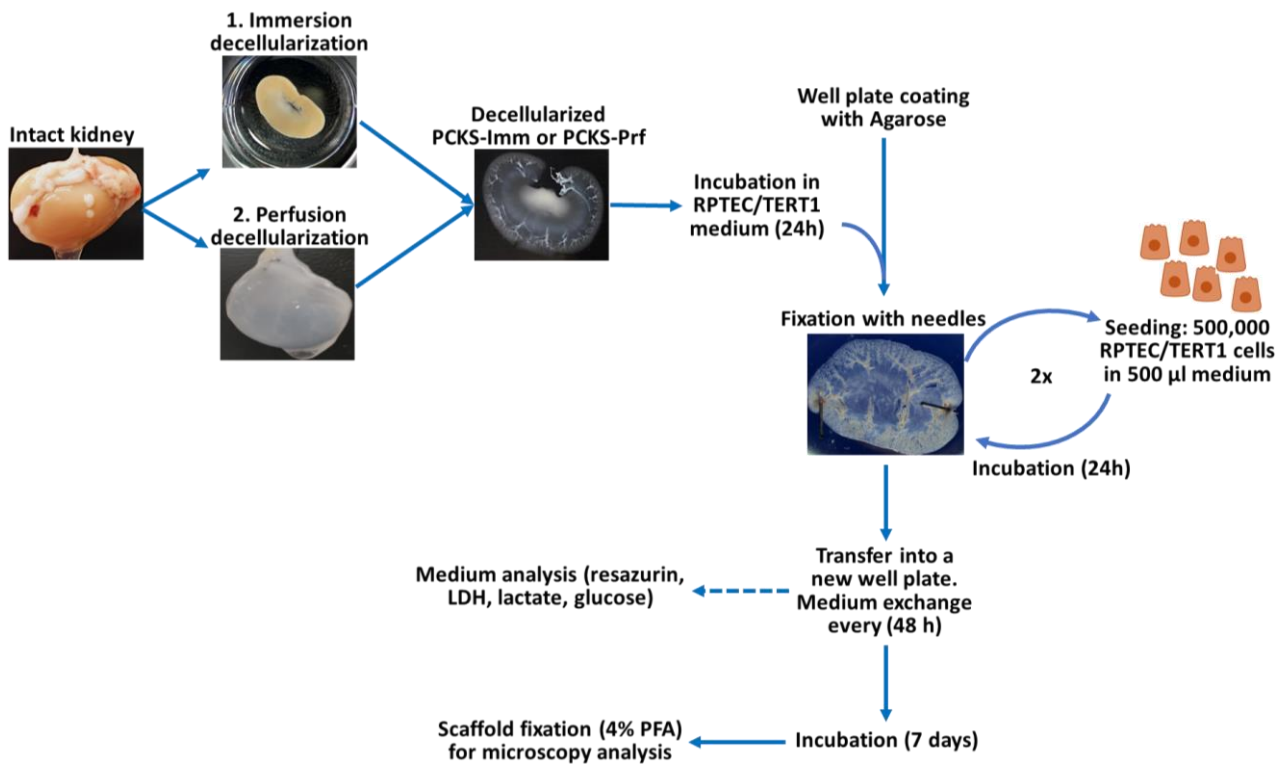 1. Immersion
decellularization
Intact kidney
2. Perfusion
decellularization
Decellularized
PCKS-Imm or PCKS-Prf
Incubation in
RPTEC/TERT1
medium (24h)
Well plate coating
with Agarose
Fixation with needles
2x
Seeding: 500,000
RPTEC/TERT1 cells
in 500 µl medium
Incubation (24h)
Transfer into a
new well plate.
Medium exchange
every (48 h)
Medium analysis (resazurin,
LDH, lactate, glucose)
Incubation (7 days)
Scaffold fixation (4% PFA)
for microscopy analysis